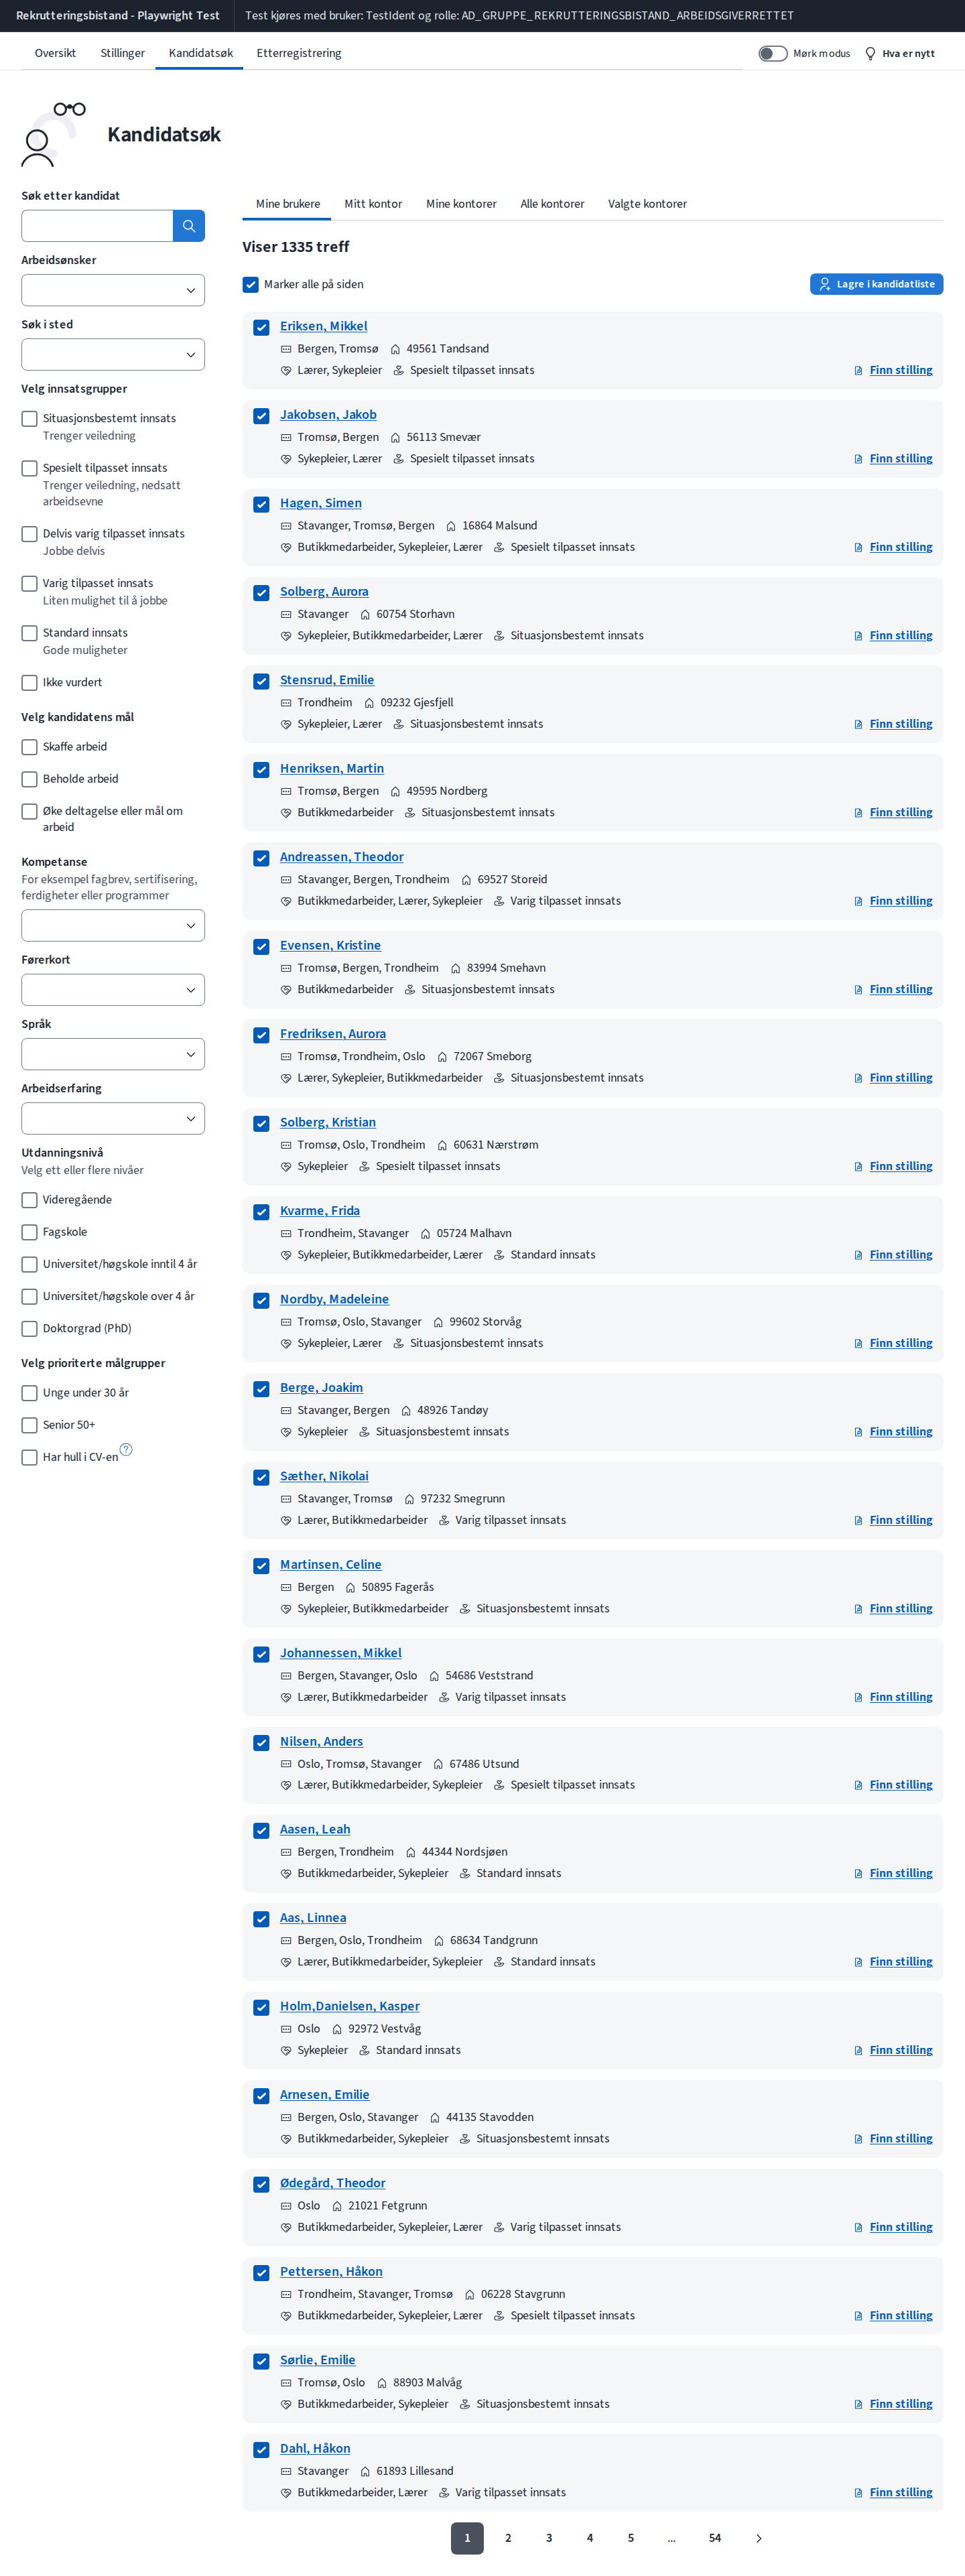 Rekrutteringsbistand - Playwright Test
Test kjøres med bruker: TestIdent og rolle: AD_GRUPPE_REKRUTTERINGSBISTAND_ARBEIDSGIVERRETTET
Oversikt
Stillinger
Kandidatsøk
Etterregistrering
Mørk modus
Hva er nytt
Kandidatsøk
Søk etter kandidat
Arbeidsønsker
Søk i sted
Velg innsatsgrupper
Situasjonsbestemt innsats
Trenger veiledning
Spesielt tilpasset innsats
Trenger veiledning, nedsatt
arbeidsevne
Delvis varig tilpasset innsats
Jobbe delvis
Varig tilpasset innsats
Liten mulighet til å jobbe
Standard innsats
Gode muligheter
Ikke vurdert
Velg kandidatens mål
Skaffe arbeid
Beholde arbeid
Øke deltagelse eller mål om
arbeid
Kompetanse
For eksempel fagbrev, sertifisering,
ferdigheter eller programmer
Førerkort
Språk
Arbeidserfaring
Utdanningsnivå
Velg ett eller flere nivåer
Videregående
Fagskole
Universitet/høgskole inntil 4 år
Universitet/høgskole over 4 år
Doktorgrad (PhD)
Velg prioriterte målgrupper
Unge under 30 år
Senior 50+
Har hull i CV-en
Mine brukere
Mitt kontor
Mine kontorer
Alle kontorer
Valgte kontorer
Viser 1335 treff
Marker alle på siden
Lagre i kandidatliste
Eriksen, Mikkel
Bergen, Tromsø 49561 Tandsand
Lærer, Sykepleier Spesielt tilpasset innsats Finn stilling
Jakobsen, Jakob
Tromsø, Bergen 56113 Smevær
Sykepleier, Lærer Spesielt tilpasset innsats Finn stilling
Hagen, Simen
Stavanger, Tromsø, Bergen 16864 Malsund
Butikkmedarbeider, Sykepleier, Lærer Spesielt tilpasset innsats Finn stilling
Solberg, Aurora
Stavanger 60754 Storhavn
Sykepleier, Butikkmedarbeider, Lærer Situasjonsbestemt innsats Finn stilling
Stensrud, Emilie
Trondheim 09232 Gjesfjell
Sykepleier, Lærer Situasjonsbestemt innsats Finn stilling
Henriksen, Martin
Tromsø, Bergen 49595 Nordberg
Butikkmedarbeider Situasjonsbestemt innsats Finn stilling
Andreassen, Theodor
Stavanger, Bergen, Trondheim 69527 Storeid
Butikkmedarbeider, Lærer, Sykepleier Varig tilpasset innsats Finn stilling
Evensen, Kristine
Tromsø, Bergen, Trondheim 83994 Smehavn
Butikkmedarbeider Situasjonsbestemt innsats Finn stilling
Fredriksen, Aurora
Tromsø, Trondheim, Oslo 72067 Smeborg
Lærer, Sykepleier, Butikkmedarbeider Situasjonsbestemt innsats Finn stilling
Solberg, Kristian
Tromsø, Oslo, Trondheim 60631 Nærstrøm
Sykepleier Spesielt tilpasset innsats Finn stilling
Kvarme, Frida
Trondheim, Stavanger 05724 Malhavn
Sykepleier, Butikkmedarbeider, Lærer Standard innsats Finn stilling
Nordby, Madeleine
Tromsø, Oslo, Stavanger 99602 Storvåg
Sykepleier, Lærer Situasjonsbestemt innsats Finn stilling
Berge, Joakim
Stavanger, Bergen 48926 Tandøy
Sykepleier Situasjonsbestemt innsats Finn stilling
Sæther, Nikolai
Stavanger, Tromsø 97232 Smegrunn
Lærer, Butikkmedarbeider Varig tilpasset innsats Finn stilling
Martinsen, Celine
Bergen 50895 Fagerås
Sykepleier, Butikkmedarbeider Situasjonsbestemt innsats Finn stilling
Johannessen, Mikkel
Bergen, Stavanger, Oslo 54686 Veststrand
Lærer, Butikkmedarbeider Varig tilpasset innsats Finn stilling
Nilsen, Anders
Oslo, Tromsø, Stavanger 67486 Utsund
Lærer, Butikkmedarbeider, Sykepleier Spesielt tilpasset innsats Finn stilling
Aasen, Leah
Bergen, Trondheim 44344 Nordsjøen
Butikkmedarbeider, Sykepleier Standard innsats Finn stilling
Aas, Linnea
Bergen, Oslo, Trondheim 68634 Tandgrunn
Lærer, Butikkmedarbeider, Sykepleier Standard innsats Finn stilling
Holm,Danielsen, Kasper
Oslo 92972 Vestvåg
Sykepleier Standard innsats Finn stilling
Arnesen, Emilie
Bergen, Oslo, Stavanger 44135 Stavodden
Butikkmedarbeider, Sykepleier Situasjonsbestemt innsats Finn stilling
Ødegård, Theodor
Oslo 21021 Fetgrunn
Butikkmedarbeider, Sykepleier, Lærer Varig tilpasset innsats Finn stilling
Pettersen, Håkon
Trondheim, Stavanger, Tromsø 06228 Stavgrunn
Butikkmedarbeider, Sykepleier, Lærer Spesielt tilpasset innsats Finn stilling
Sørlie, Emilie
Tromsø, Oslo 88903 Malvåg
Butikkmedarbeider, Sykepleier Situasjonsbestemt innsats Finn stilling
Dahl, Håkon
Stavanger 61893 Lillesand
Butikkmedarbeider, Lærer Varig tilpasset innsats Finn stilling
1 2 3 4 5 ... 54